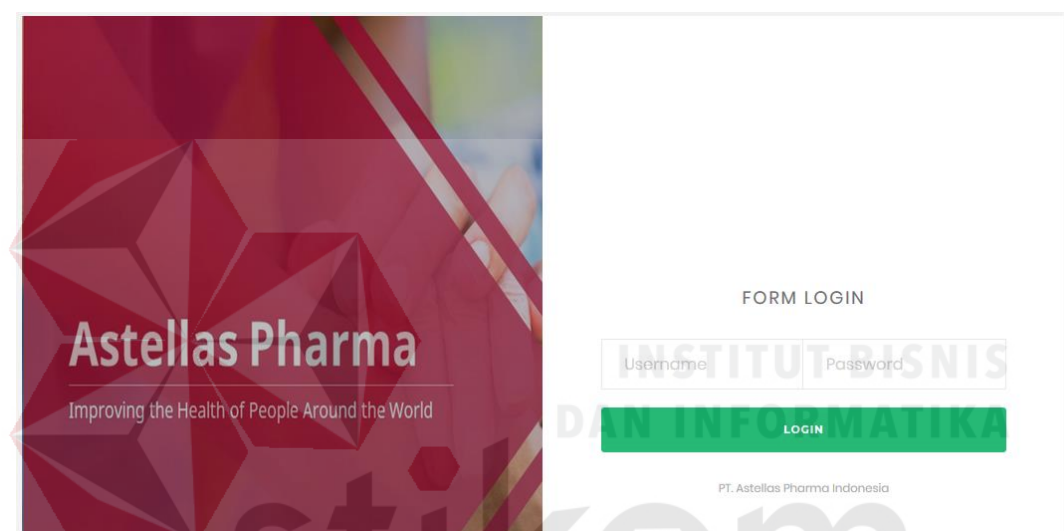 Astellas Pharma
Improving the Health of People Around the World
FORM LOGIN
Username Password
LOGIN
PT. Astellas Pharma Indonesia
INSTITUT BISNIS
DAN INFORMATIKA
stikom